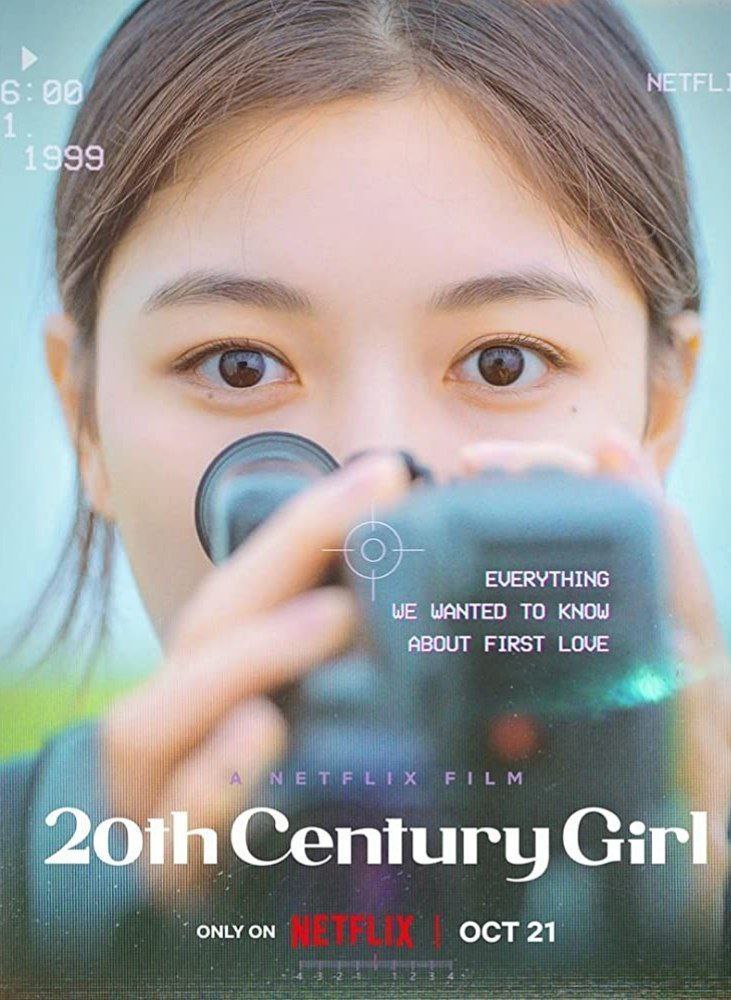 6:00
1.
1999
NETFLI
EVERYTHING
WE WANTED TO KNOW
ABOUT FIRST LOVE
A NETFLIX FILM
20th Century Girl
ONLY ON NETFLIX | OCT 21
-4 -3 -2 -1 1 2 3 4